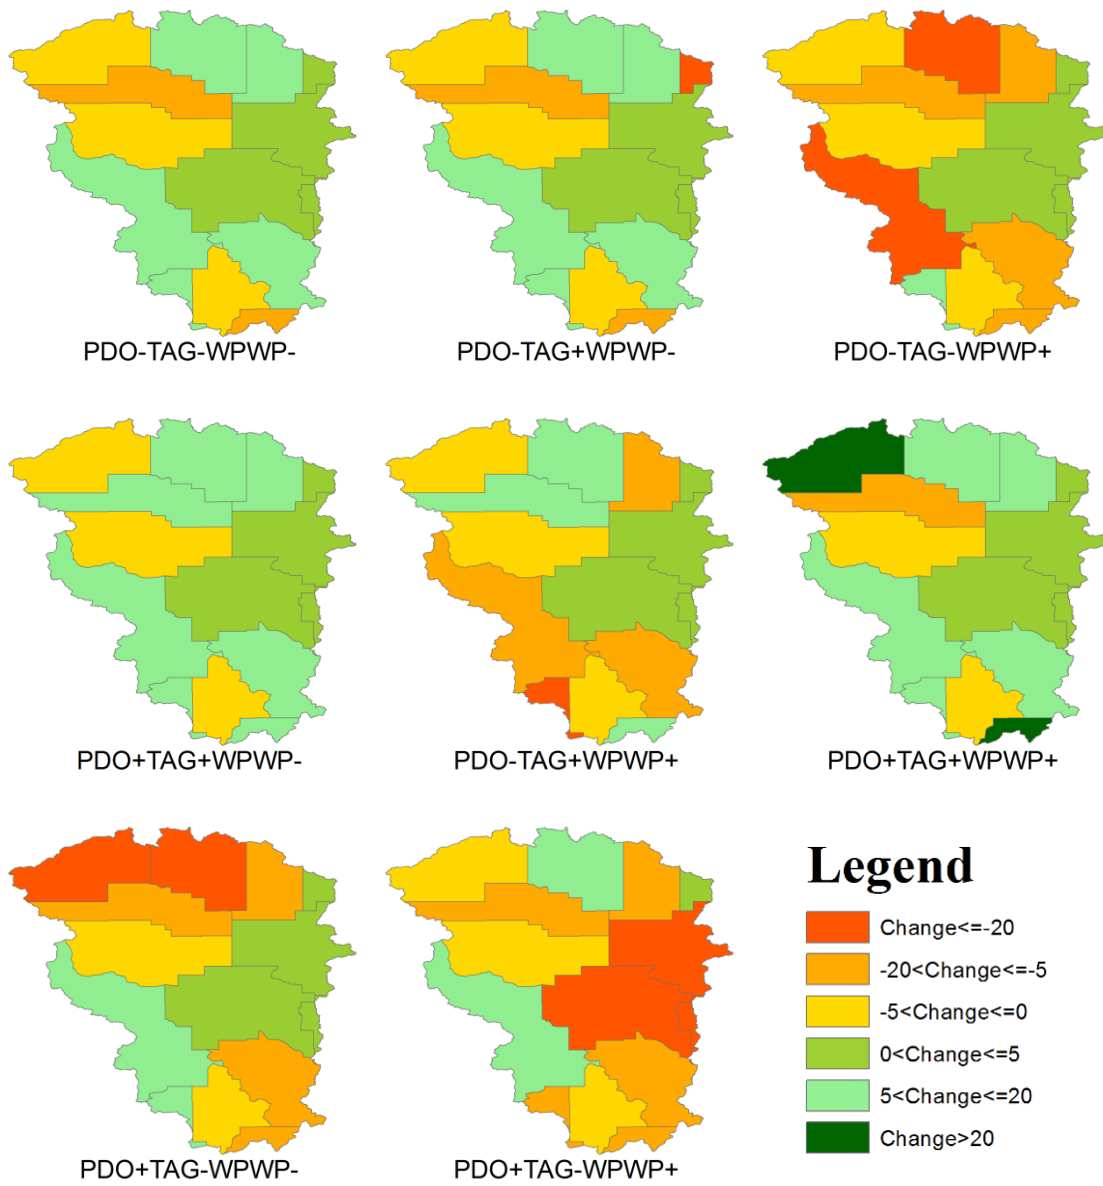 PDO-TAG-WPWP-
PDO-TAG+WPWP-
PDO-TAG-WPWP+
PDO+TAG+WPWP-
PDO-TAG+WPWP+
PDO+TAG+WPWP+
PDO+TAG-WPWP-
PDO+TAG-WPWP+
Legend
Change<=-20
-20<Change<=-5
-5<Change<=0
0<Change<=5
5<Change<=20
Change>20